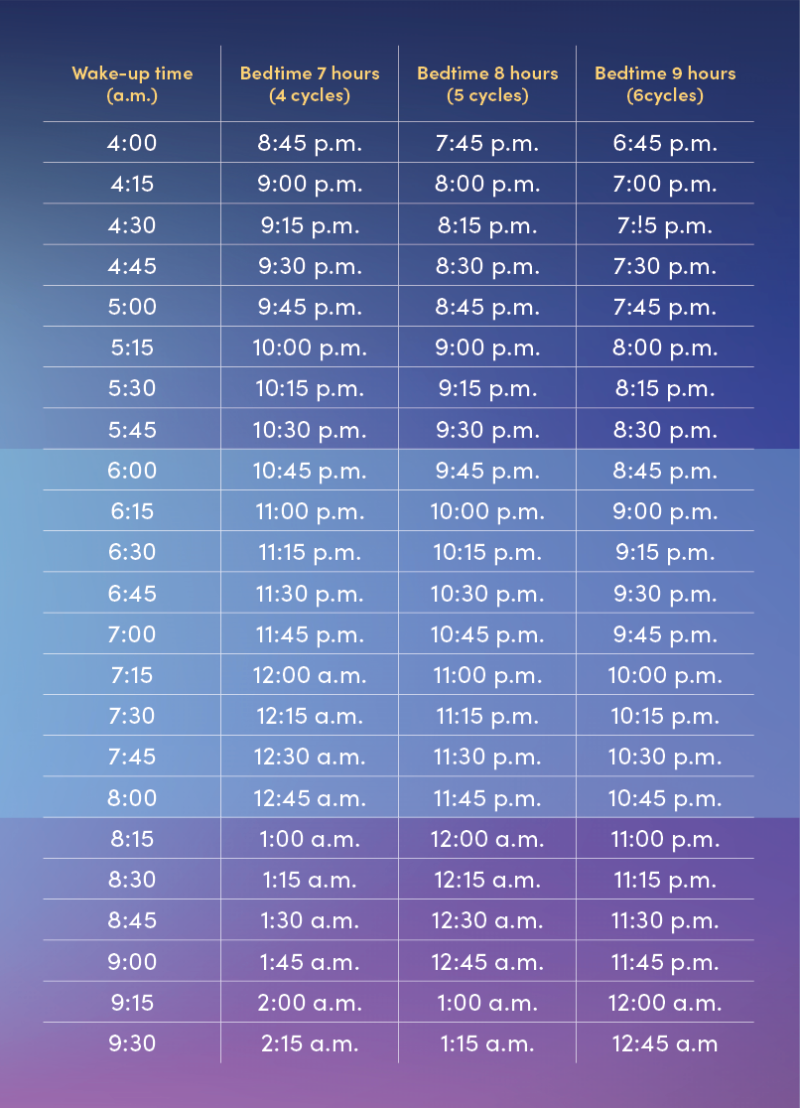 Wake-up time (a.m.) Bedtime 7 hours (4 cycles) Bedtime 8 hours (5 cycles) Bedtime 9 hours (6cycles)
4:00 8:45 p.m. 7:45 p.m. 6:45 p.m.
4:15 9:00 p.m. 8:00 p.m. 7:00 p.m.
4:30 9:15 p.m. 8:15 p.m. 7:!5 p.m.
4:45 9:30 p.m. 8:30 p.m. 7:30 p.m.
5:00 9:45 p.m. 8:45 p.m. 7:45 p.m.
5:15 10:00 p.m. 9:00 p.m. 8:00 p.m.
5:30 10:15 p.m. 9:15 p.m. 8:15 p.m.
5:45 10:30 p.m. 9:30 p.m. 8:30 p.m.
6:00 10:45 p.m. 9:45 p.m. 8:45 p.m.
6:15 11:00 p.m. 10:00 p.m. 9:00 p.m.
6:30 11:15 p.m. 10:15 p.m. 9:15 p.m.
6:45 11:30 p.m. 10:30 p.m. 9:30 p.m.
7:00 11:45 p.m. 10:45 p.m. 9:45 p.m.
7:15 12:00 a.m. 11:00 p.m. 10:00 p.m.
7:30 12:15 a.m. 11:15 p.m. 10:15 p.m.
7:45 12:30 a.m. 11:30 p.m. 10:30 p.m.
8:00 12:45 a.m. 11:45 p.m. 10:45 p.m.
8:15 1:00 a.m. 12:00 a.m. 11:00 p.m.
8:30 1:15 a.m. 12:15 a.m. 11:15 p.m.
8:45 1:30 a.m. 12:30 a.m. 11:30 p.m.
9:00 1:45 a.m. 12:45 a.m. 11:45 p.m.
9:15 2:00 a.m. 1:00 a.m. 12:00 a.m.
9:30 2:15 a.m. 1:15 a.m. 12:45 a.m